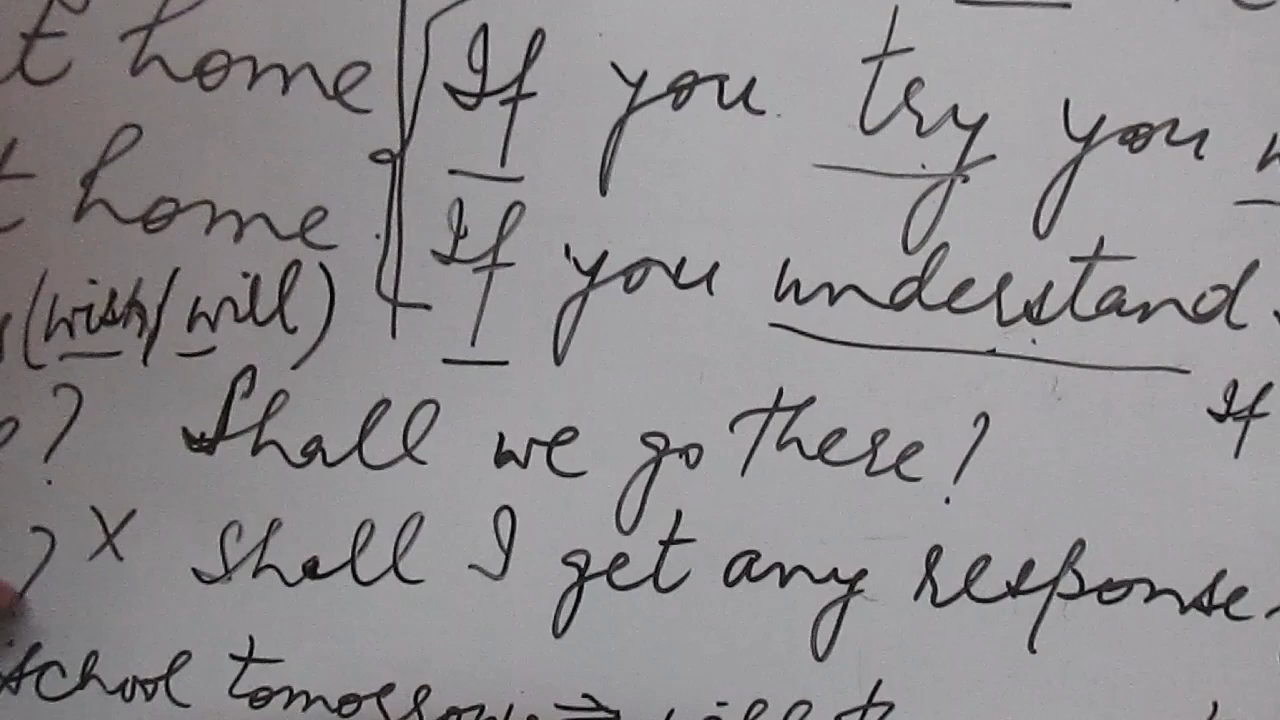 t home If you try you
t home If you understand
(wish/will)
? Shall we go there? If
? X Shall I get any response
school tomorrow ⇒ will t